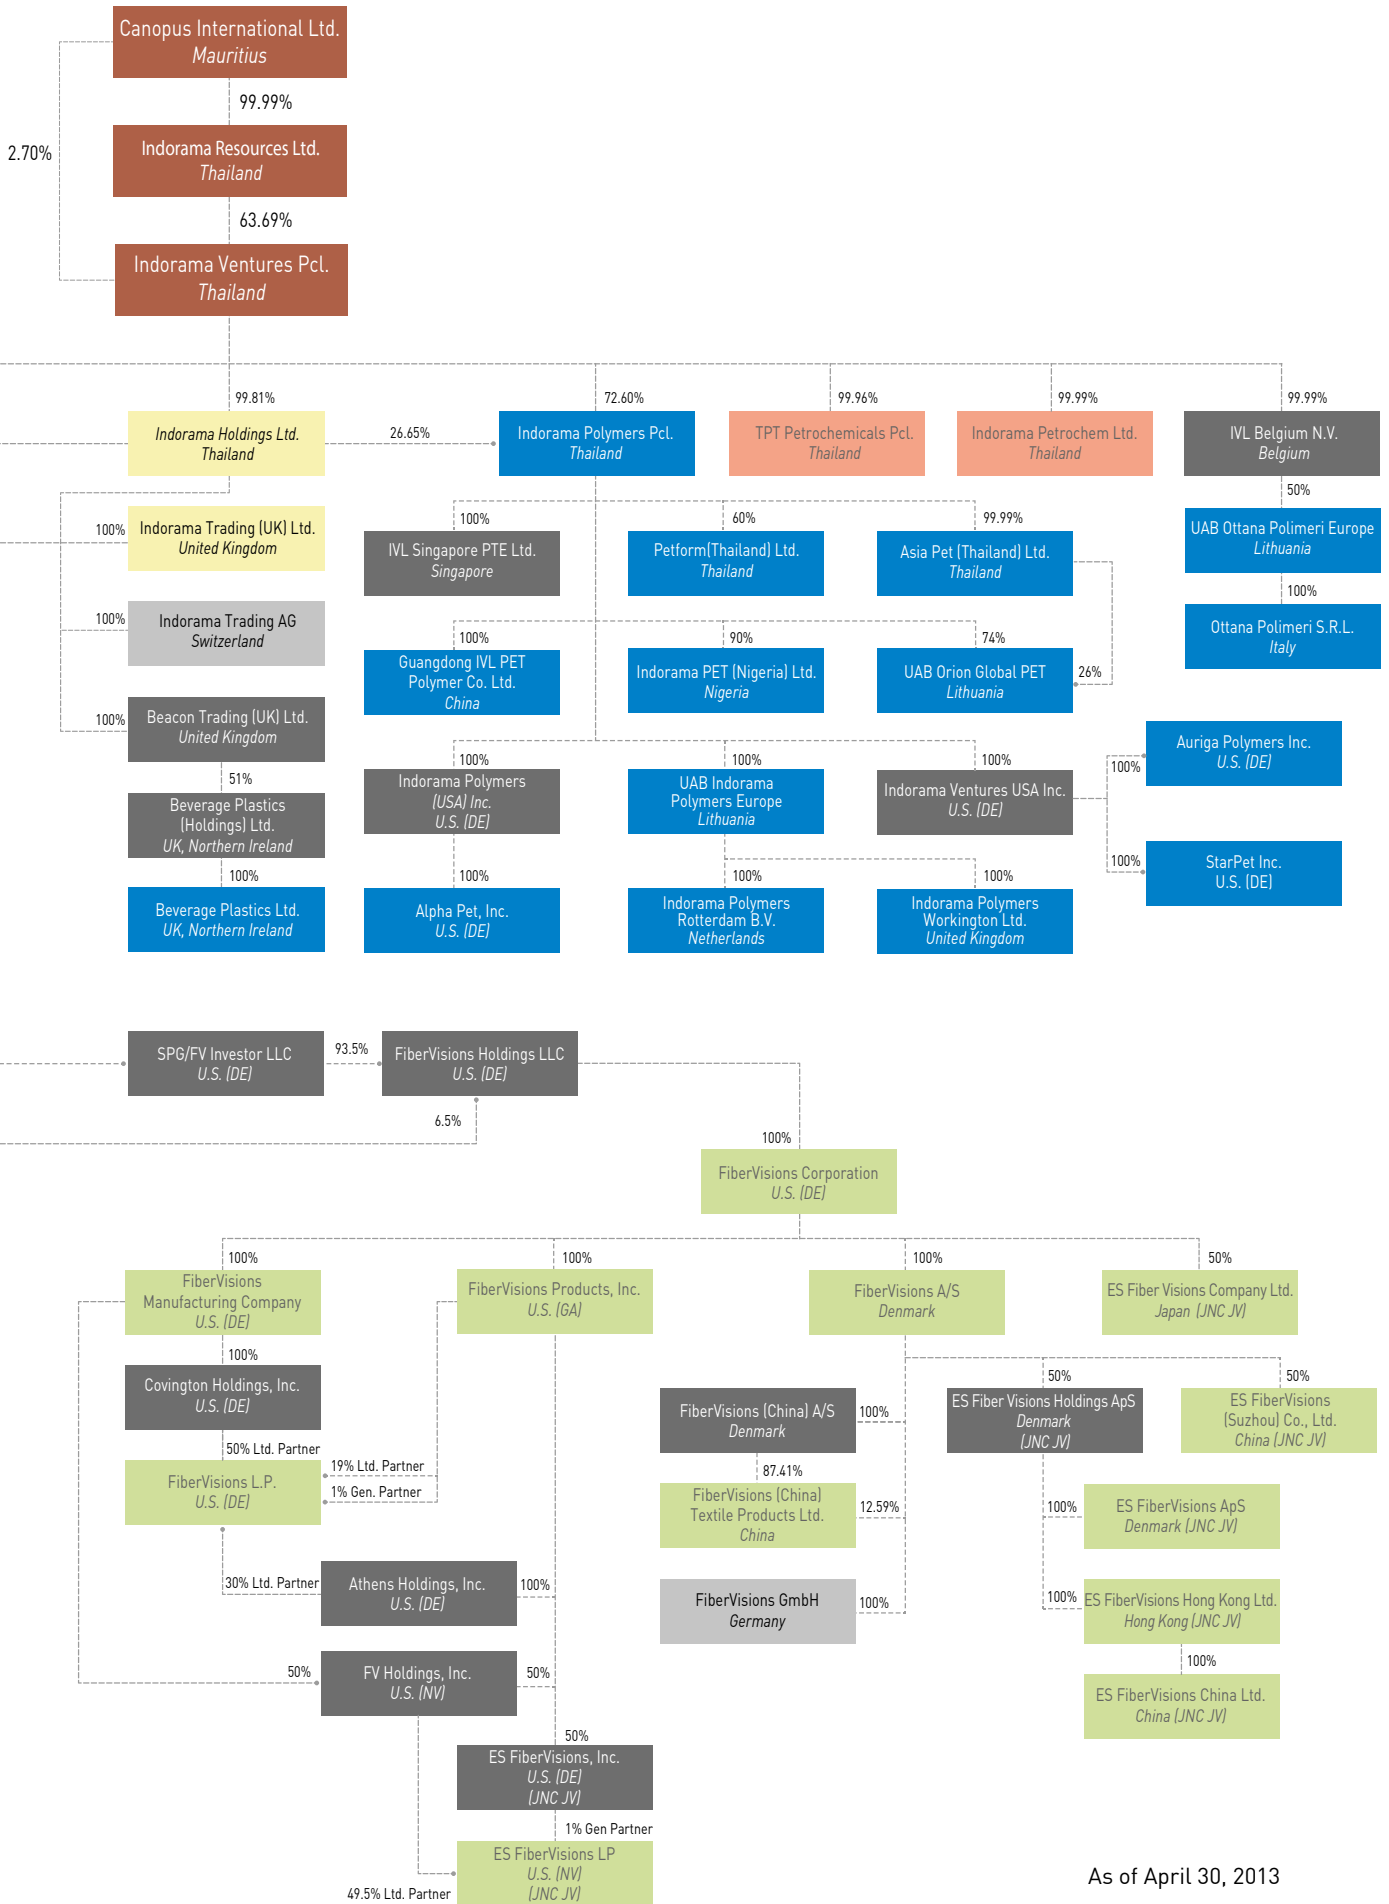 Canopus International Ltd.
Mauritius
99.99%
2.70%
Indorama Resources Ltd.
Thailand
63.69%
Indorama Ventures Pcl.
Thailand
99.81%
72.60%
99.96%
99.99%
99.99%
Indorama Holdings Ltd.
Thailand
26.65%
Indorama Polymers Pcl.
Thailand
TPT Petrochemicals Pcl.
Thailand
Indorama Petrochem Ltd.
Thailand
IVL Belgium N.V.
Belgium
50%
100%
Indorama Trading (UK) Ltd.
United Kingdom
100%
IVL Singapore PTE Ltd.
Singapore
60%
Petform(Thailand) Ltd.
Thailand
99.99%
Asia Pet (Thailand) Ltd.
Thailand
UAB Ottana Polimeri Europe
Lithuania
100%
Ottana Polimeri S.R.L.
Italy
100%
Indorama Trading AG
Switzerland
100%
Guangdong IVL PET
Polymer Co. Ltd.
China
90%
Indorama PET (Nigeria) Ltd.
Nigeria
74%
UAB Orion Global PET
Lithuania
26%
100%
Beacon Trading (UK) Ltd.
United Kingdom
51%
Beverage Plastics
(Holdings) Ltd.
UK, Northern Ireland
100%
Beverage Plastics Ltd.
UK, Northern Ireland
100%
Indorama Polymers
(USA) Inc.
U.S. (DE)
100%
Alpha Pet, Inc.
U.S. (DE)
100%
UAB Indorama
Polymers Europe
Lithuania
100%
Indorama Polymers
Rotterdam B.V.
Netherlands
100%
Indorama Polymers
Workington Ltd.
United Kingdom
100%
Indorama Ventures USA Inc.
U.S. (DE)
100%
Auriga Polymers Inc.
U.S. (DE)
100%
StarPet Inc.
U.S. (DE)
SPG/FV Investor LLC
U.S. (DE)
93.5%
FiberVisions Holdings LLC
U.S. (DE)
6.5%
100%
FiberVisions Corporation
U.S. (DE)
100%
FiberVisions
Manufacturing Company
U.S. (DE)
100%
FiberVisions Products, Inc.
U.S. (GA)
100%
FiberVisions A/S
Denmark
50%
ES Fiber Visions Company Ltd.
Japan (JNC JV)
100%
Covington Holdings, Inc.
U.S. (DE)
50% Ltd. Partner
FiberVisions L.P.
U.S. (DE)
19% Ltd. Partner
1% Gen. Partner
30% Ltd. Partner
Athens Holdings, Inc.
U.S. (DE)
100%
50%
FV Holdings, Inc.
U.S. (NV)
50%
50%
ES FiberVisions, Inc.
U.S. (DE)
(JNC JV)
1% Gen Partner
ES FiberVisions LP
U.S. (NV)
(JNC JV)
49.5% Ltd. Partner
FiberVisions (China) A/S
Denmark
100%
87.41%
FiberVisions (China)
Textile Products Ltd.
China
12.59%
FiberVisions GmbH
Germany
100%
50%
ES Fiber Visions Holdings ApS
Denmark
(JNC JV)
50%
ES FiberVisions
(Suzhou) Co., Ltd.
China (JNC JV)
100%
ES FiberVisions ApS
Denmark (JNC JV)
100%
ES FiberVisions Hong Kong Ltd.
Hong Kong (JNC JV)
100%
ES FiberVisions China Ltd.
China (JNC JV)
As of April 30, 2013